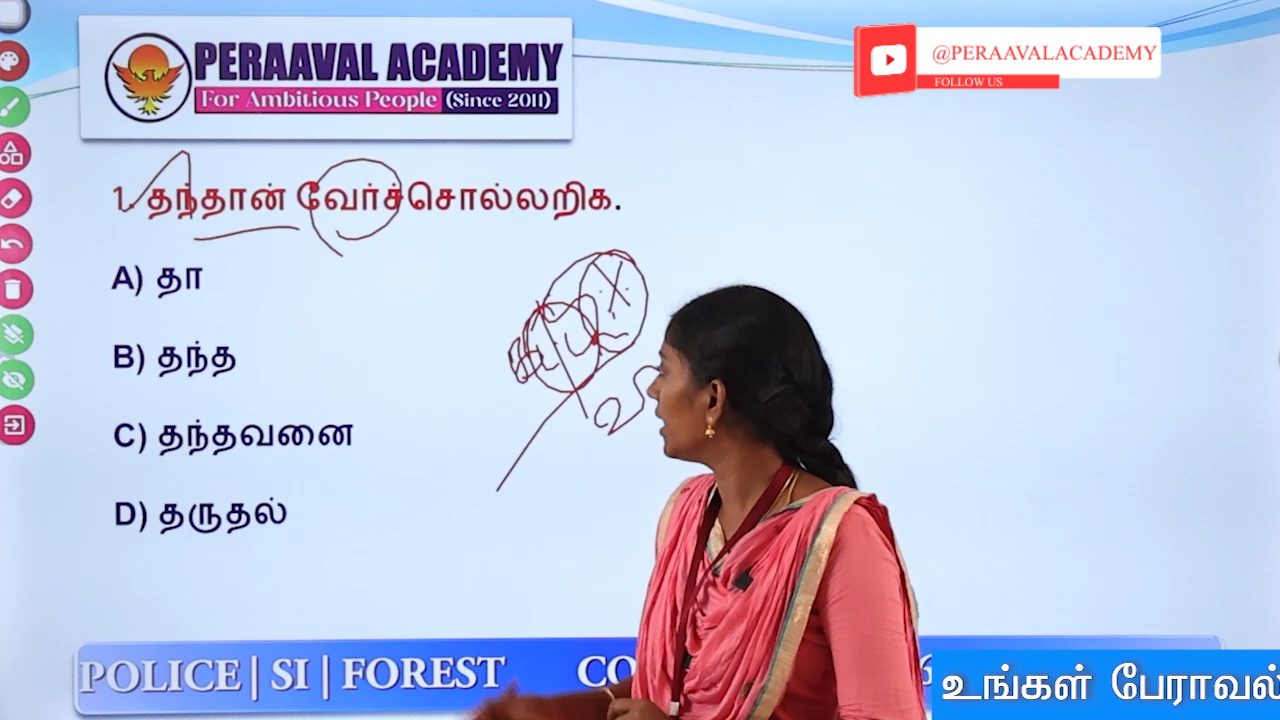 PERAAVAL ACADEMY
For Ambitious People (Since 2011)
@PERAAVALACADEMY
FOLLOW US
1. தந்தான் வேர்ச்சொல்லறிக.
A) தா
B) தந்த
C) தந்தவனை
D) தருதல்
POLICE | SI | FOREST
உங்கள் பேராவல்